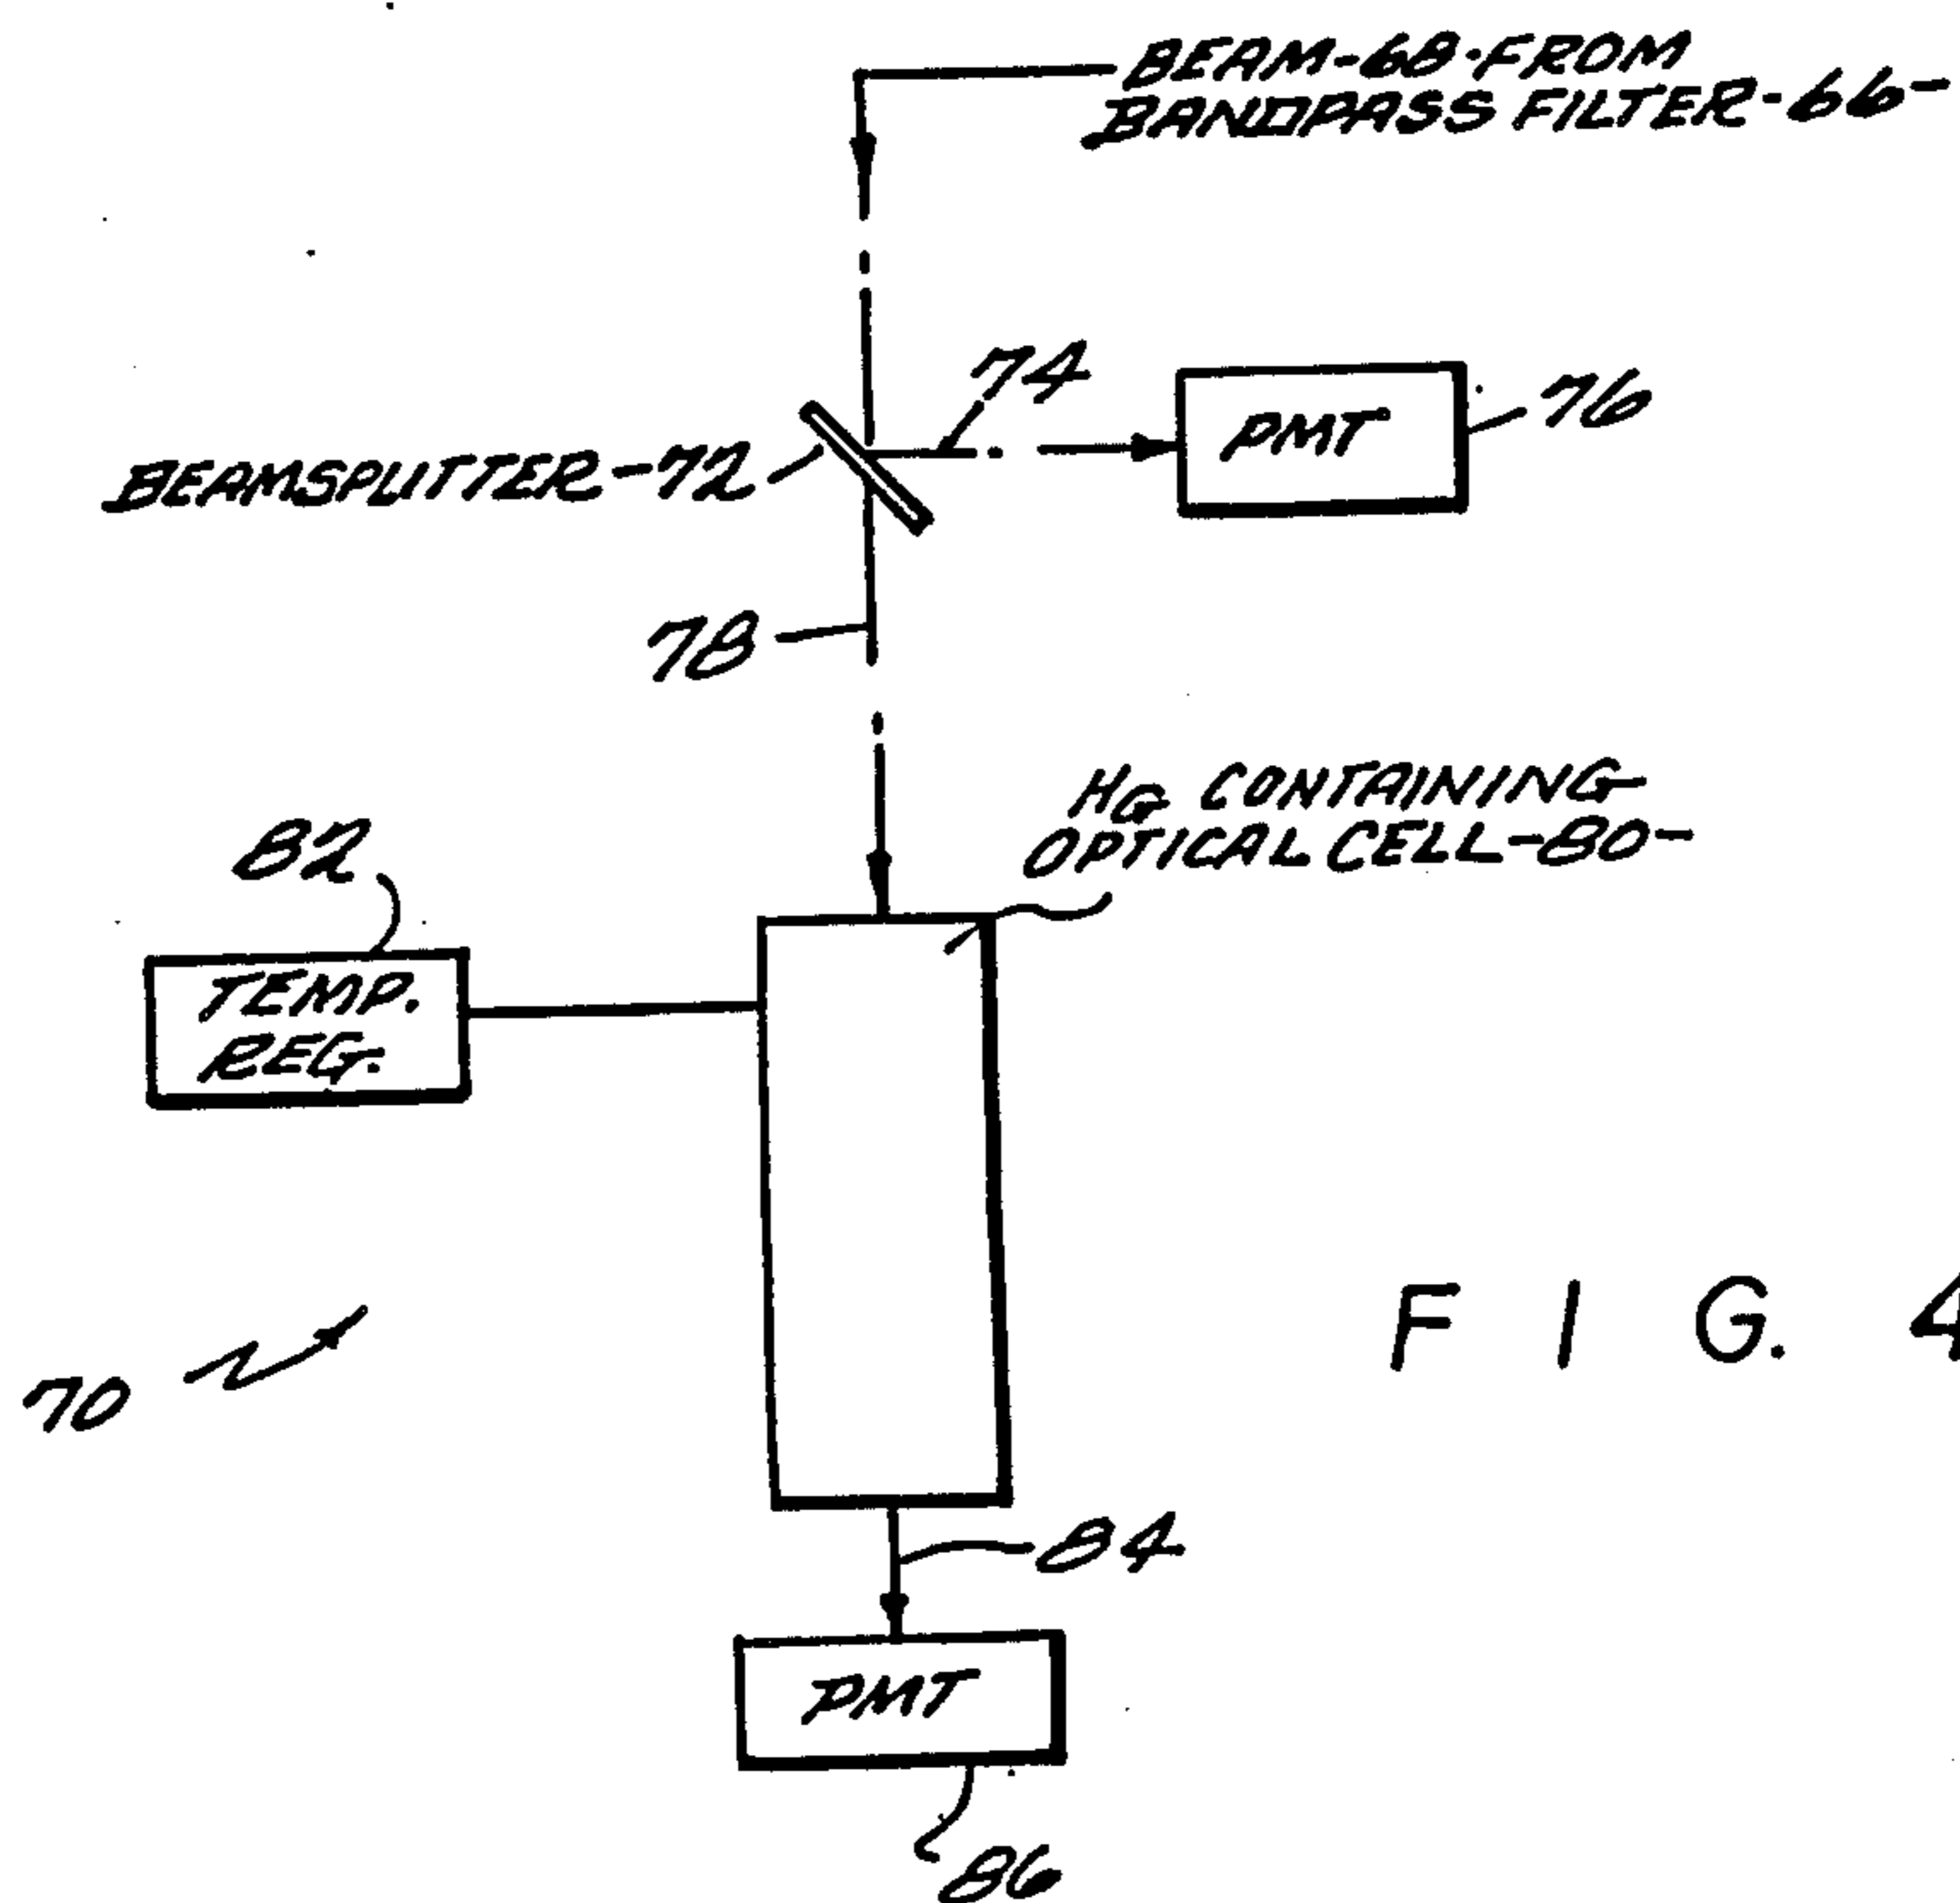 BEAM-68-FROM
BANDPASS FILTER-66-
74
PMT
76
BEAMSPLITTER-72
78
HG CONTAINING
OPTICAL CELL-80-
82
TEMP.
REG.
FIG. 4
70
84
PMT
86